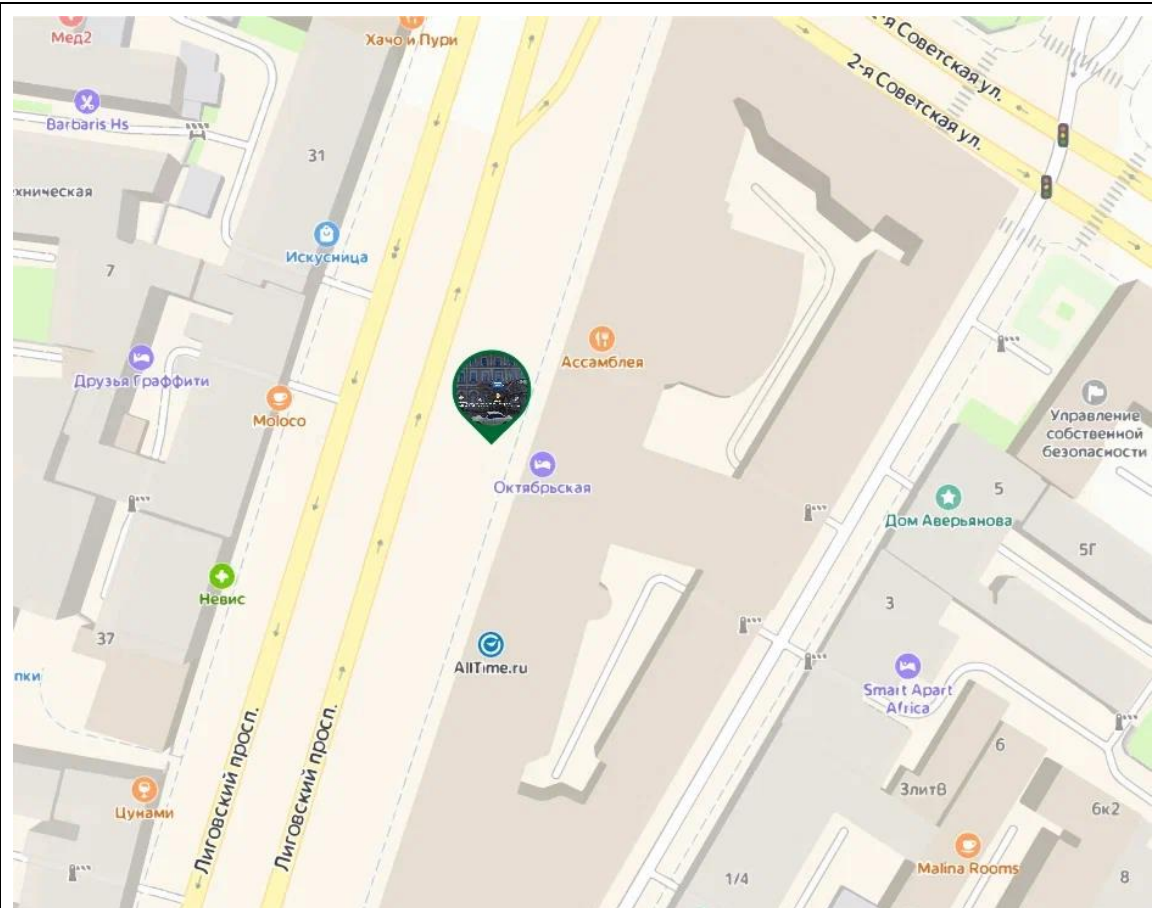 Мед2
Хачо и Пури
1-я Советская ул.
2-я Советская ул.
Barbaris Hs
31
хническая
Искусница
7
Ассамблея
Друзья Граффити
Moloco
Управление
собственной
безопасности
Октябрьская
5
Дом Аверьянова
5Г
Невис
3
37
AllTime.ru
пки
Smart Apart
Africa
6
3литВ
6к2
Цунами
Лиговский просп.
Лиговский просп.
Malina Rooms
1/4
8